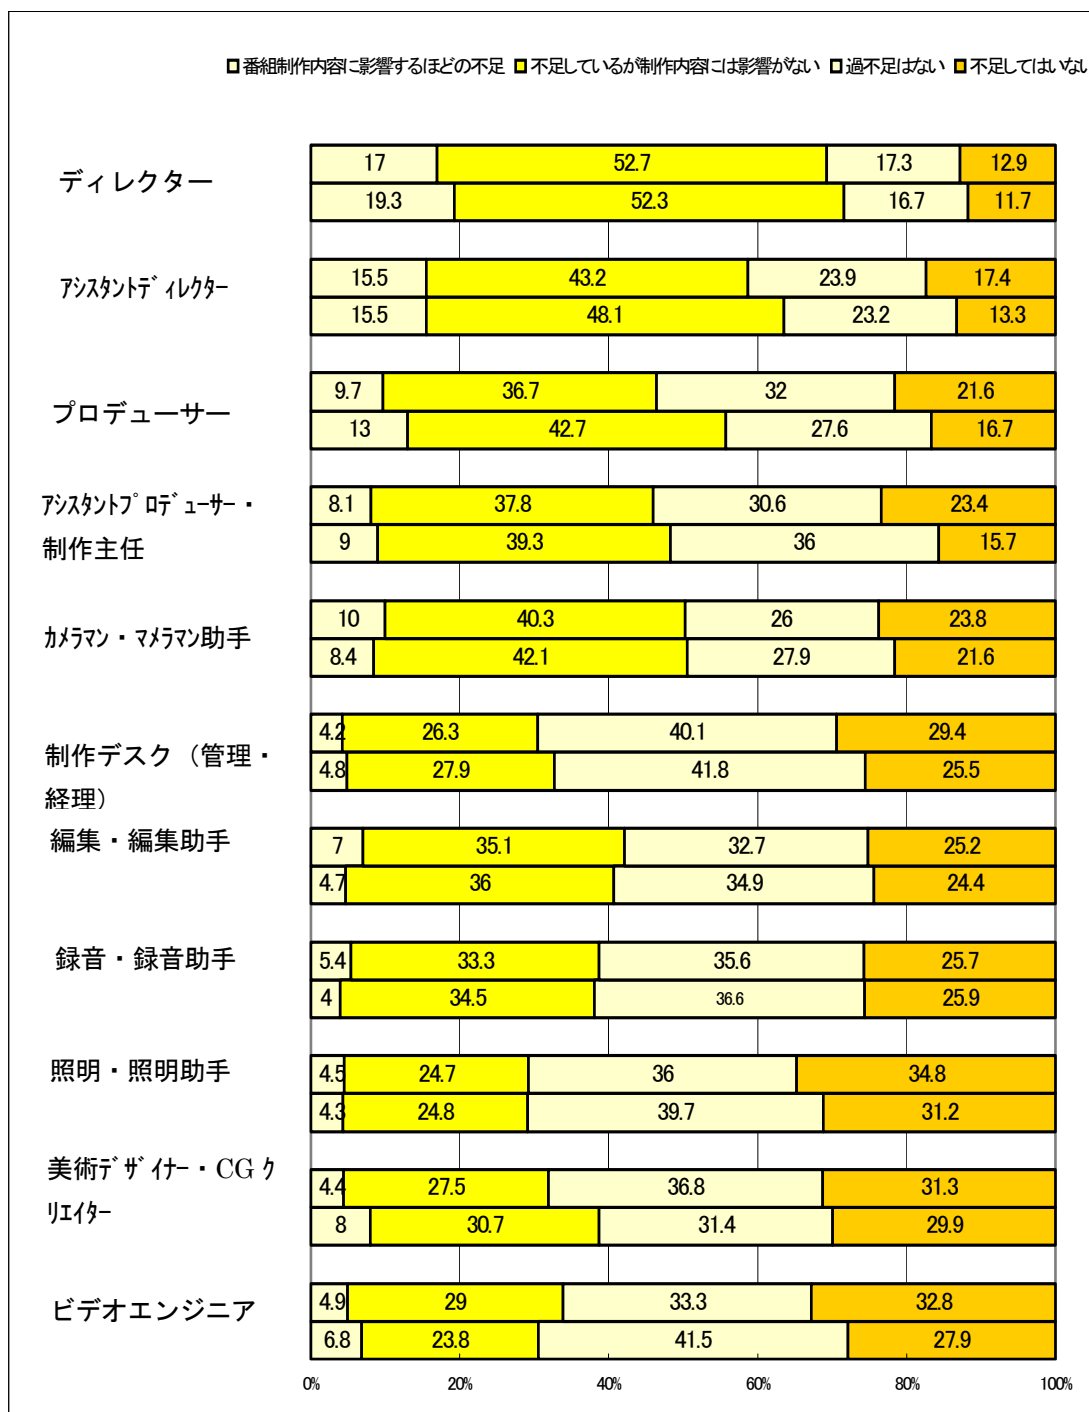 番組制作内容に影響するほどの不足 不足しているが制作内容には影響がない 過不足はない 不足してはいない
ディレクター
17 52.7 17.3 12.9
19.3 52.3 16.7 11.7
ｱｼｽﾀﾝﾄﾃﾞｨﾚｸﾀｰ
15.5 43.2 23.9 17.4
15.5 48.1 23.2 13.3
プロデューサー
9.7 36.7 32 21.6
13 42.7 27.6 16.7
ｱｼｽﾀﾝﾄﾌﾟﾛﾃﾞｭｰｻｰ・
制作主任
8.1 37.8 30.6 23.4
9 39.3 36 15.7
ｶﾒﾗﾏﾝ・ﾏﾒﾗﾏﾝ助手
10 40.3 26 23.8
8.4 42.1 27.9 21.6
制作デスク（管理・
経理）
4.2 26.3 40.1 29.4
4.8 27.9 41.8 25.5
編集・編集助手
7 35.1 32.7 25.2
4.7 36 34.9 24.4
録音・録音助手
5.4 33.3 35.6 25.7
4 34.5 36.6 25.9
照明・照明助手
4.5 24.7 36 34.8
4.3 24.8 39.7 31.2
美術ﾃﾞｻﾞｲﾅｰ・CG ｸ
ﾘｴｲﾀｰ
4.4 27.5 36.8 31.3
8 30.7 31.4 29.9
ビデオエンジニア
4.9 29 33.3 32.8
6.8 23.8 41.5 27.9
0% 20% 40% 60% 80% 100%